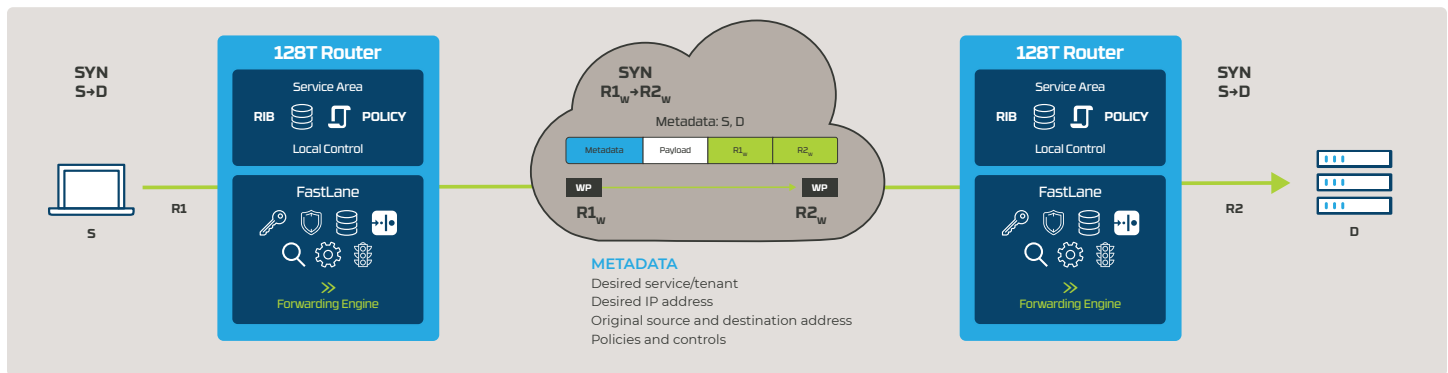 SYN
S→D
S
R1
128T Router
Service Area
RIB
POLICY
Local Control
FastLane
Forwarding Engine
SYN
R1w→R2w
Metadata: S, D
Metadata
Payload
R1w
R2w
WP
WP
R1w
R2w
METADATA
Desired service/tenant
Desired IP address
Original source and destination address
Policies and controls
128T Router
Service Area
RIB
POLICY
Local Control
FastLane
Forwarding Engine
SYN
S→D
R2
D